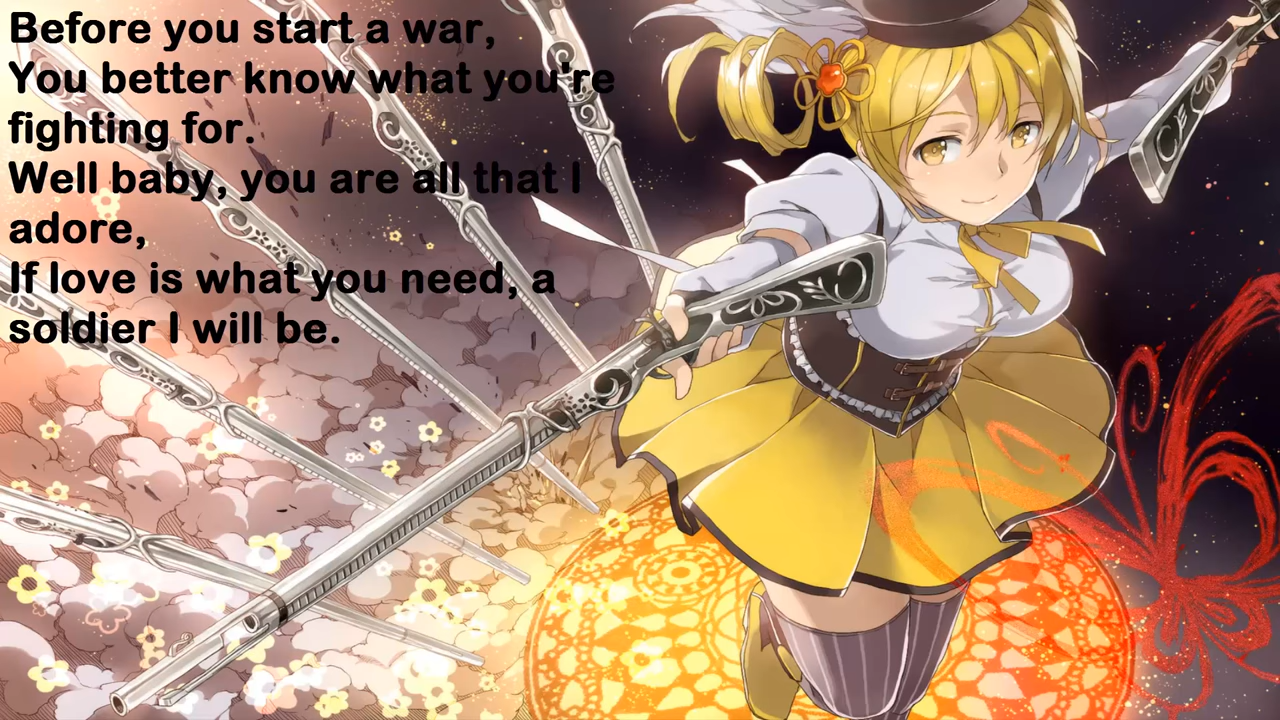 Before you start a war,
You better know what you're
fighting for.
Well baby, you are all that I
adore,
If love is what you need, a
soldier I will be.